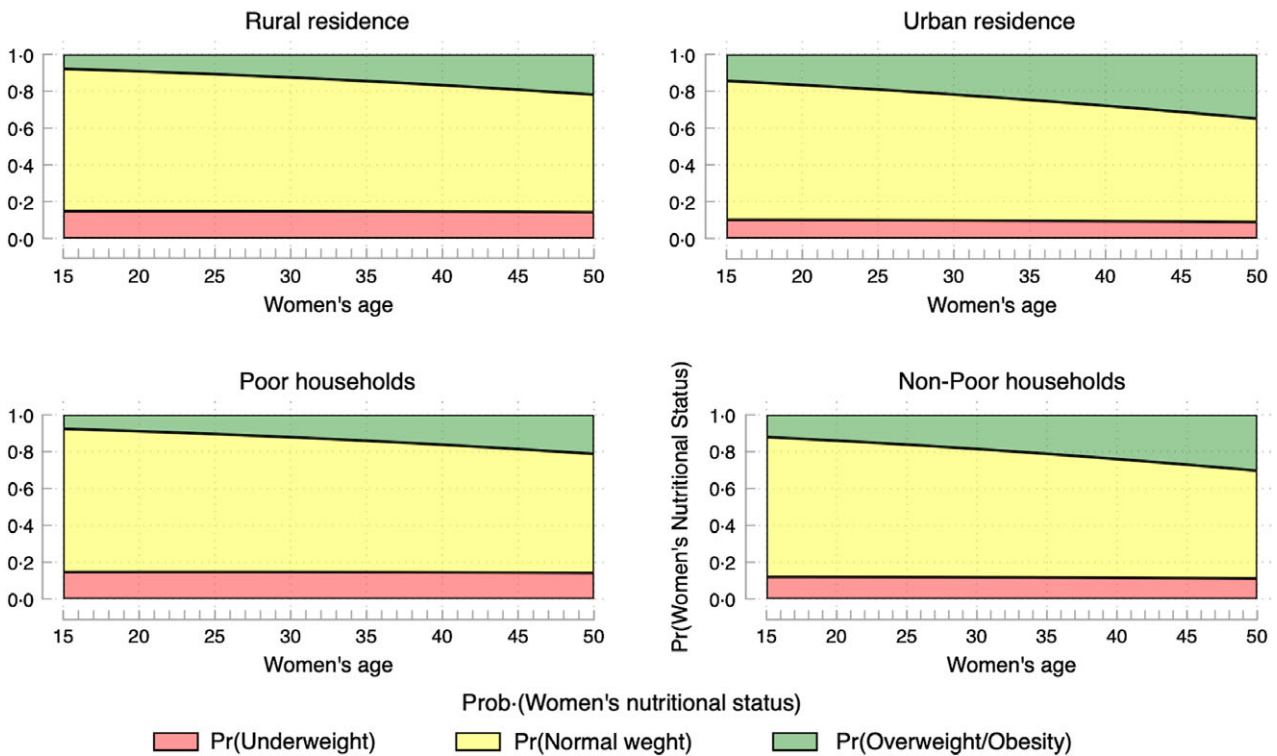 Rural residence
1·0
0·8
0·6
0·4
0·2
0·0
15 20 25 30 35 40 45 50
Women's age
Urban residence
1·0
0·8
0·6
0·4
0·2
0·0
15 20 25 30 35 40 45 50
Women's age
Poor households
1·0
0·8
0·6
0·4
0·2
0·0
15 20 25 30 35 40 45 50
Women's age
Non-Poor households
Pr(Women's Nutritional Status)
1·0
0·8
0·6
0·4
0·2
0·0
15 20 25 30 35 40 45 50
Women's age
Prob·(Women's nutritional status)
Pr(Underweight) Pr(Normal weght) Pr(Overweight/Obesity)